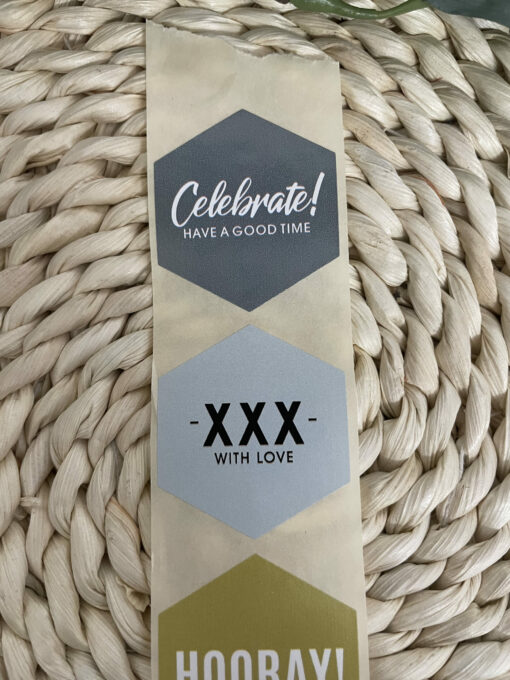 Celebrate!
HAVE A GOOD TIME
-XXX-
WITH LOVE
HOORAY!